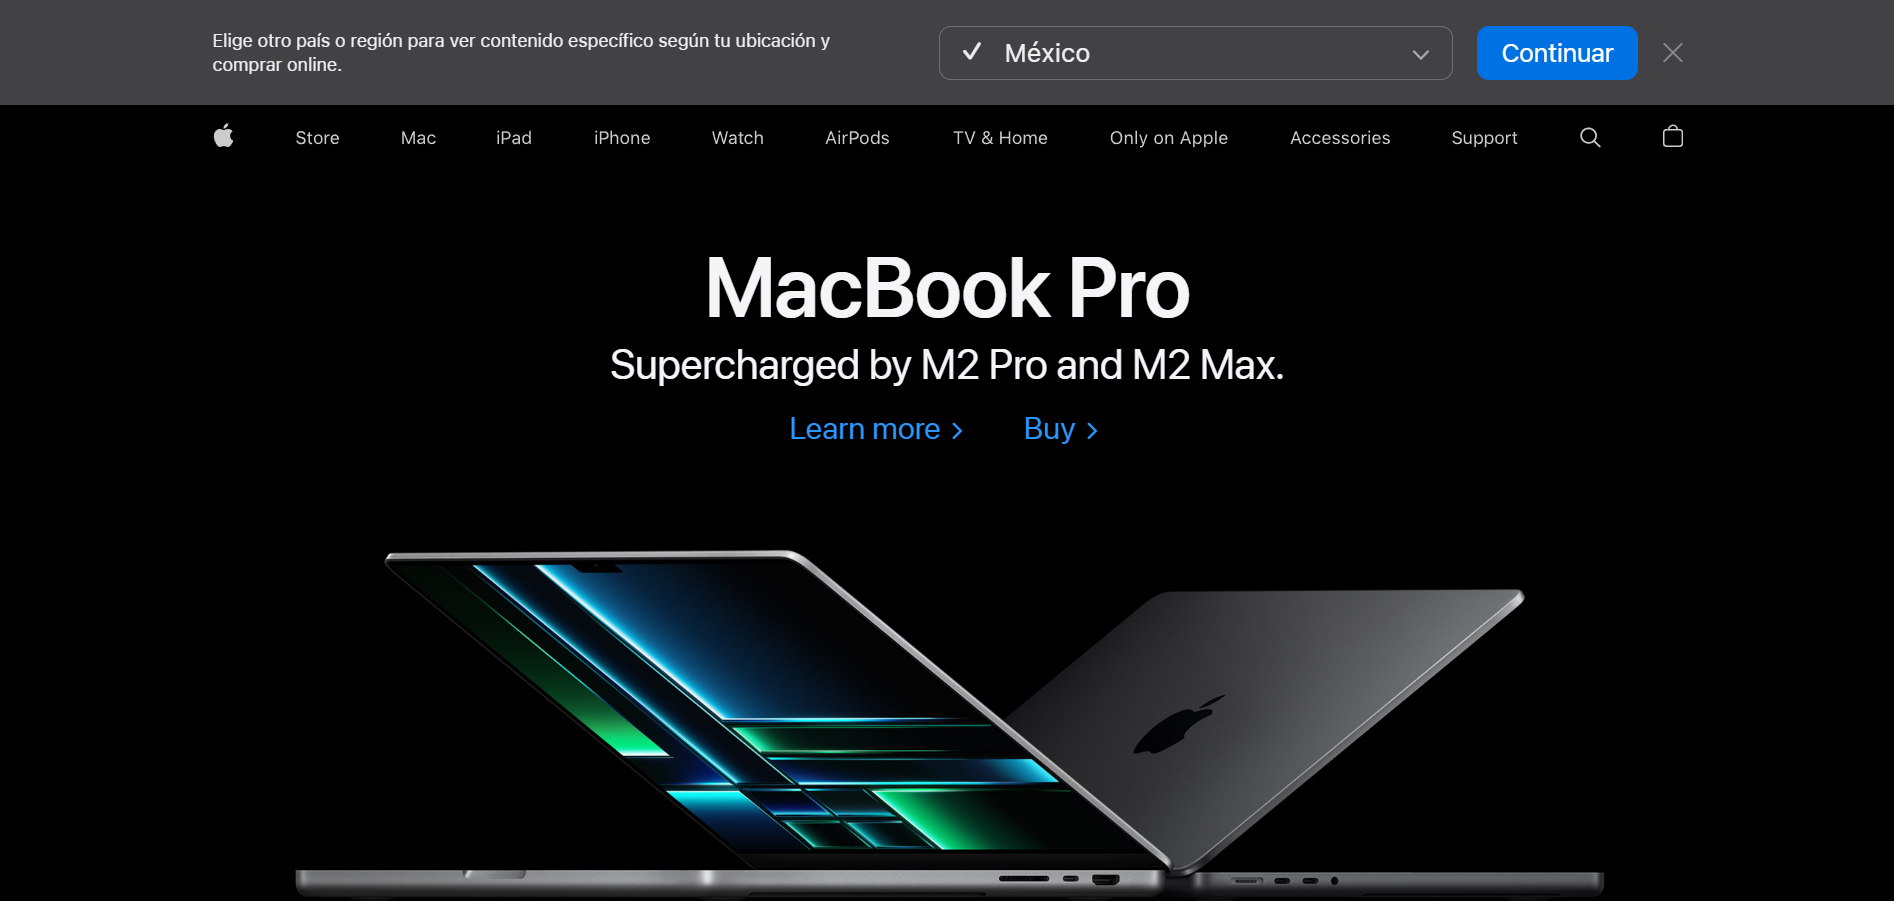 Elige otro país o región para ver contenido específico según tu ubicación y
comprar online.
México
Continuar
Store Mac iPad iPhone Watch AirPods TV & Home Only on Apple Accessories Support
MacBook Pro
Supercharged by M2 Pro and M2 Max.
Learn more > Buy >